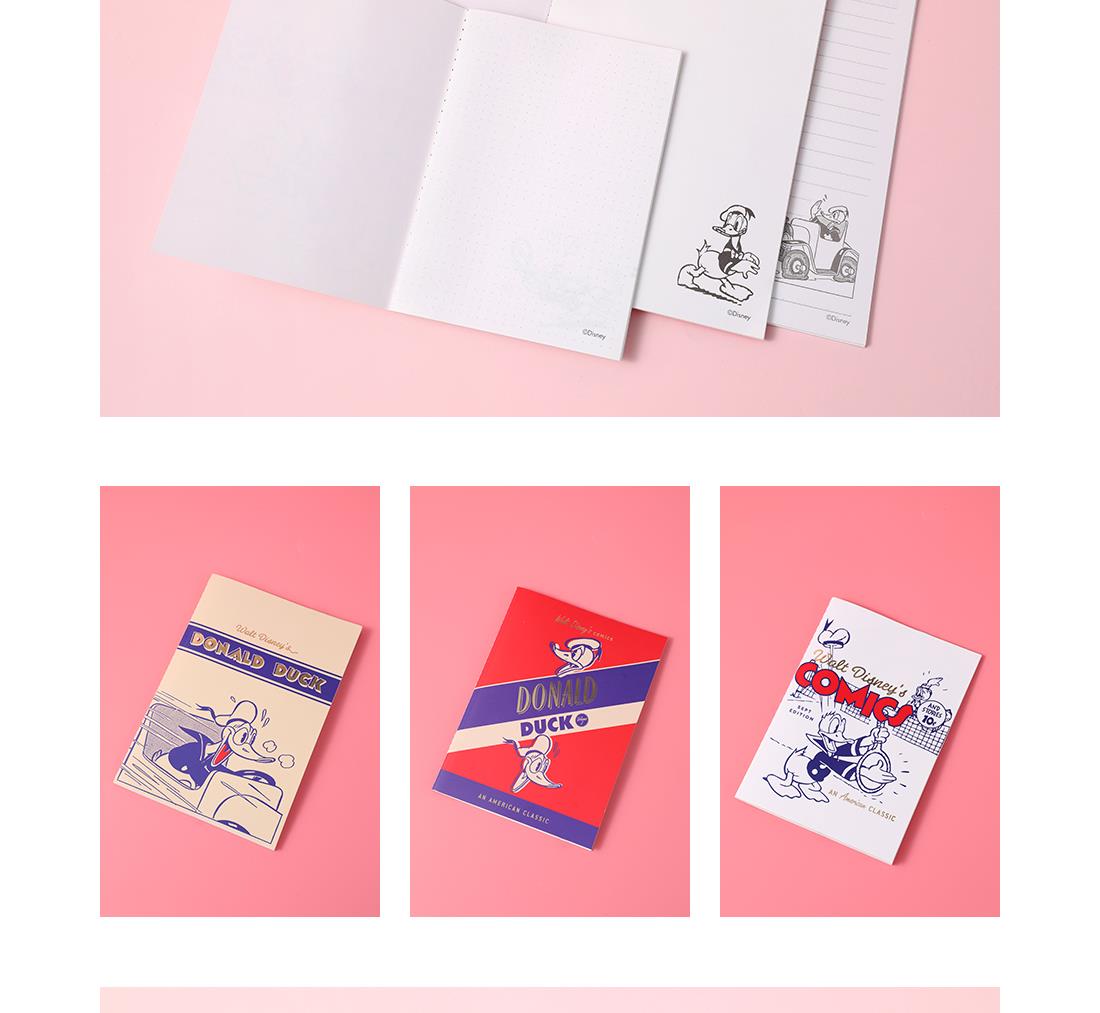 ©Disney
©Disney
©Disney
Walt Disney's
DONALD DUCK
Walt Disney's COMICS
DONALD
DUCK
AN AMERICAN CLASSIC
Walt Disney's
COMICS
AND
STORIES
10¢
SEPT
EDITION
AN American CLASSIC